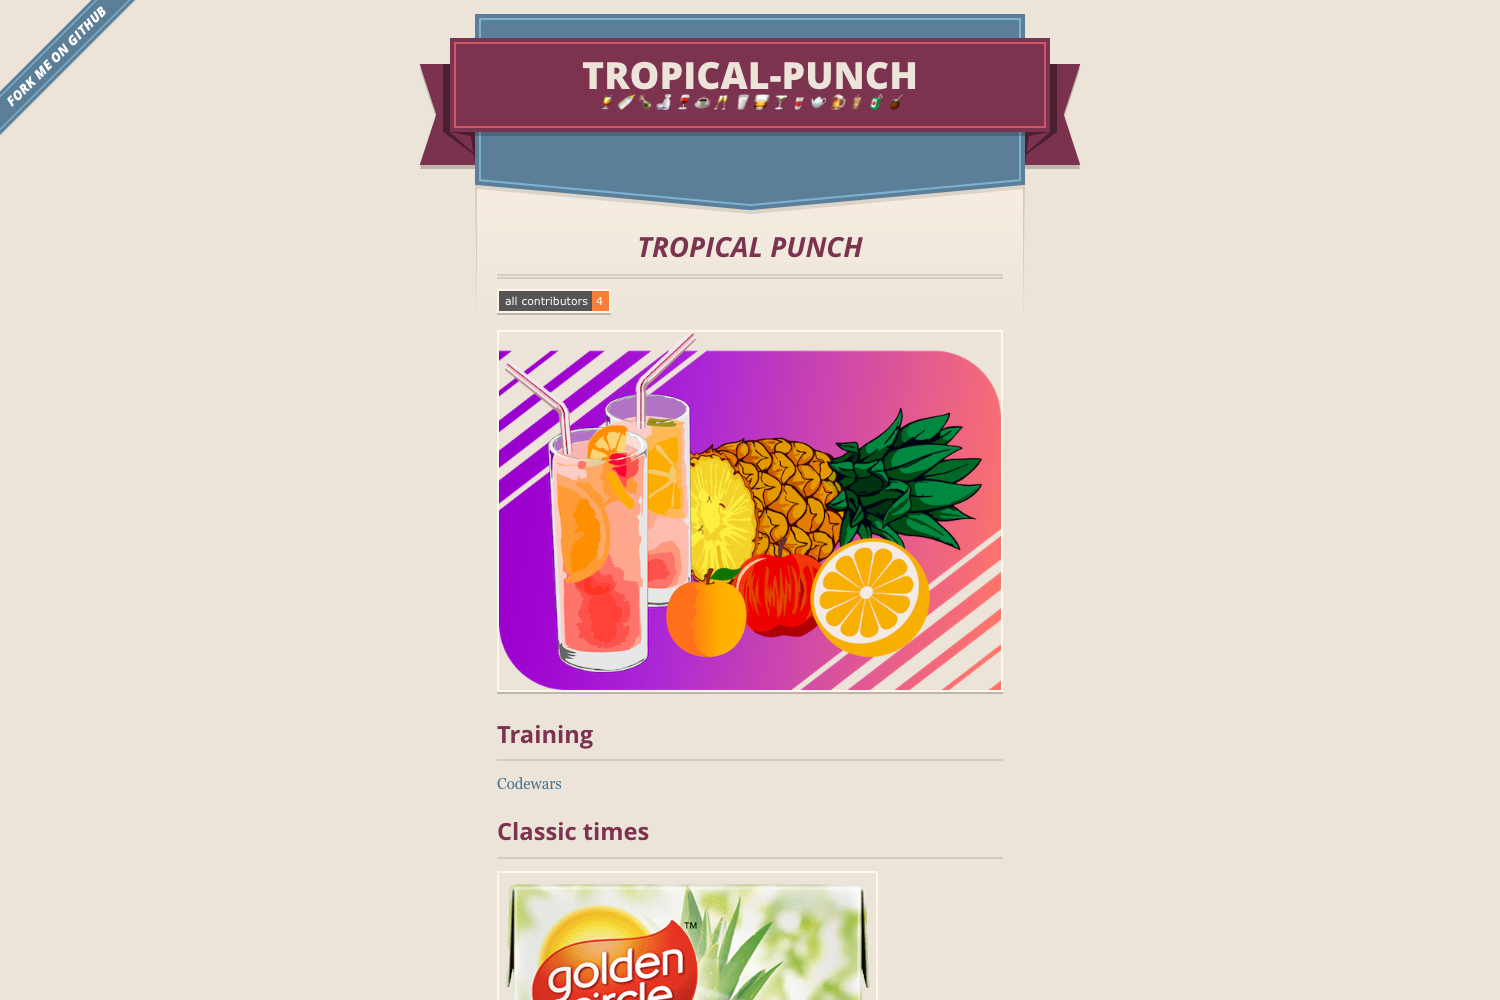 FORK ME ON GITHUB
TROPICAL-PUNCH
🍹🍼🍾🍶🍷☕🥂🥛🥃🍸🥤🫖🍺🧋🧉
TROPICAL PUNCH
all contributors 4
Training
Codewars
Classic times
golden
circle
TM